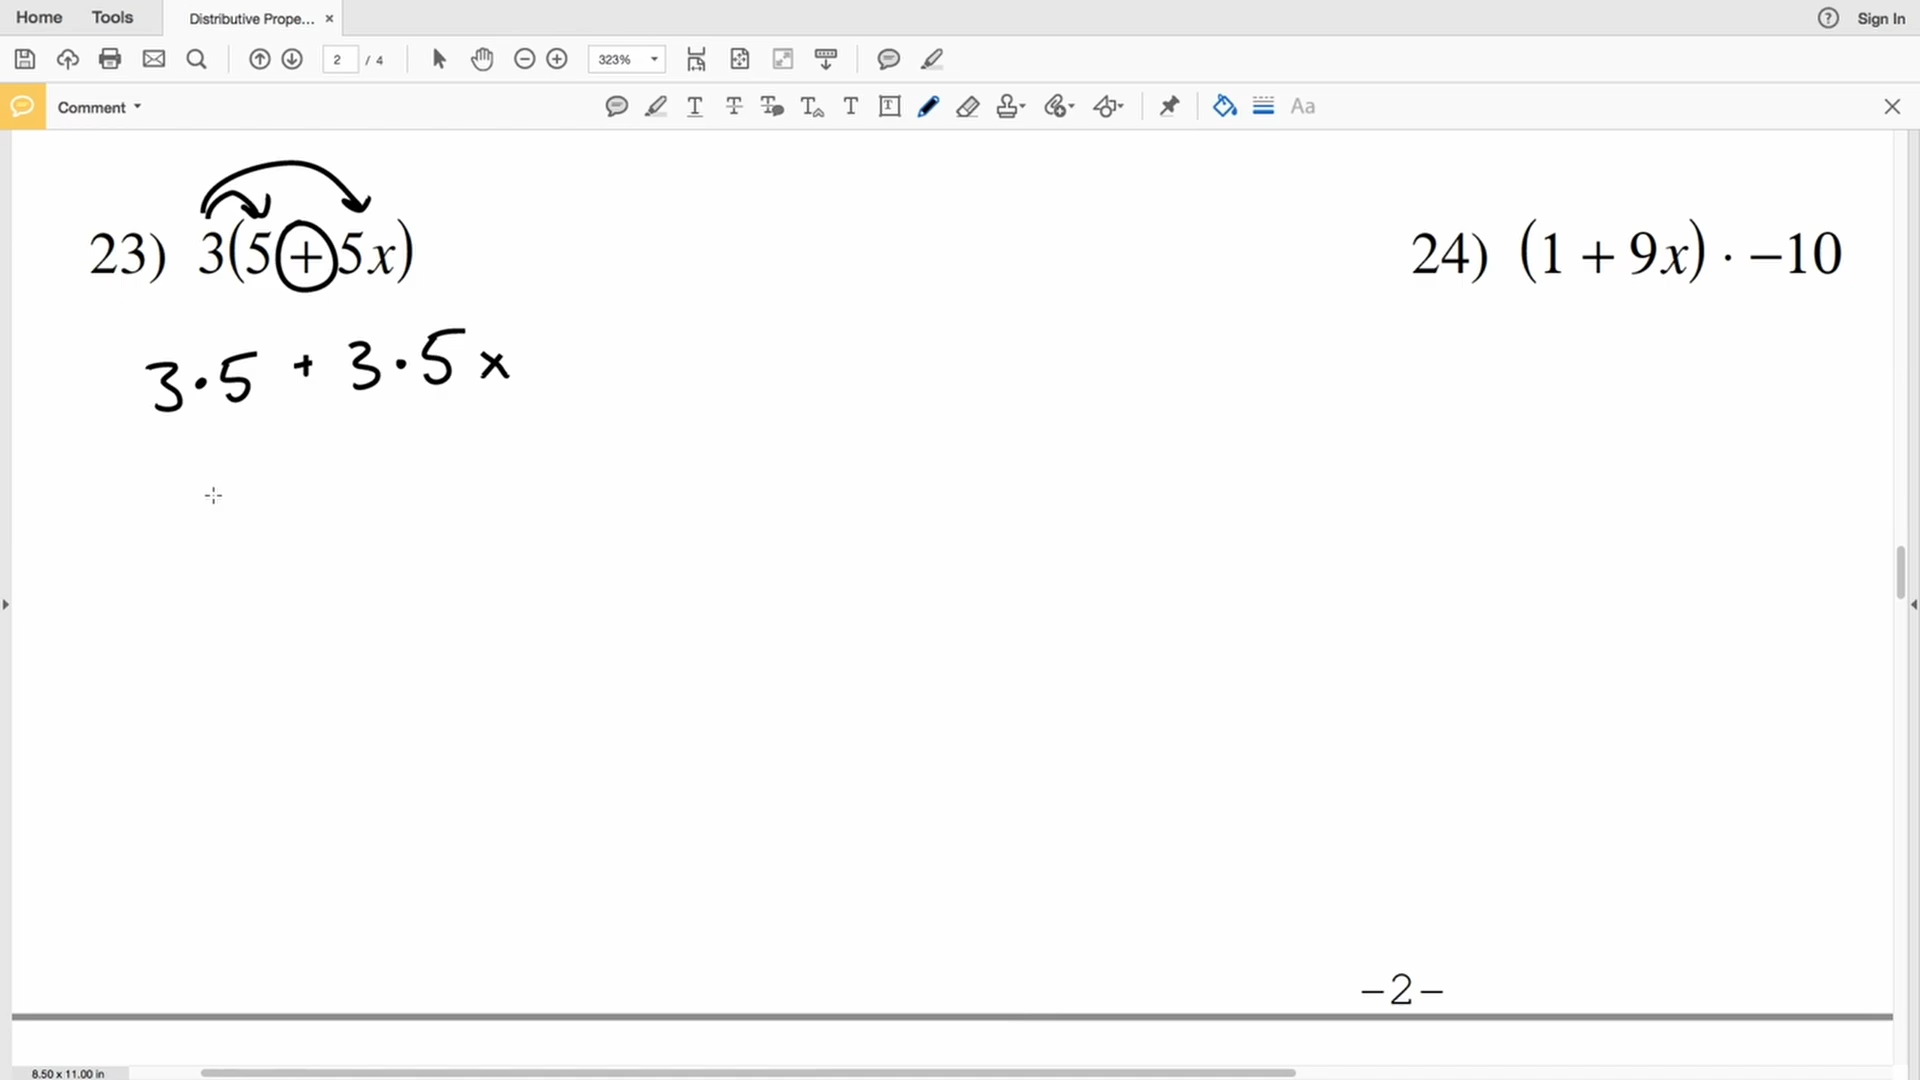 Home Tools Distributive Prope... × Sign In
2 / 4 323%
Comment Aa
23) 3(5 + 5x)
24) (1 + 9x) · −10
3·5 + 3·5x
-2-
8.50 x 11.00 in